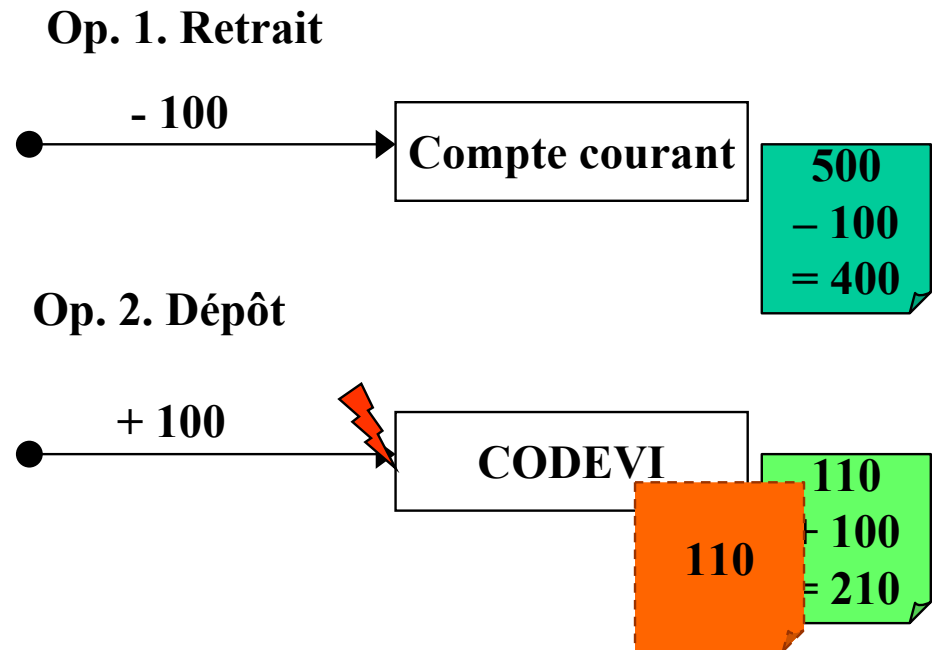 Op. 1. Retrait
- 100
Compte courant
500
– 100
= 400
Op. 2. Dépôt
+ 100
CODEVI
110
+ 100
= 210
110